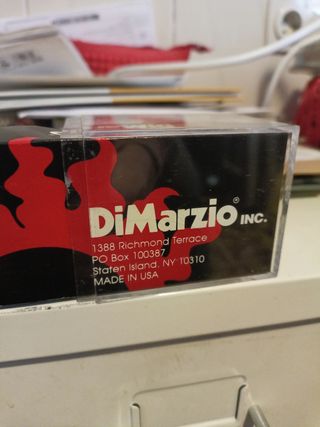 DiMarzio® INC.
1388 Richmond Terrace
PO Box 100387
Staten Island, NY 10310
MADE IN USA